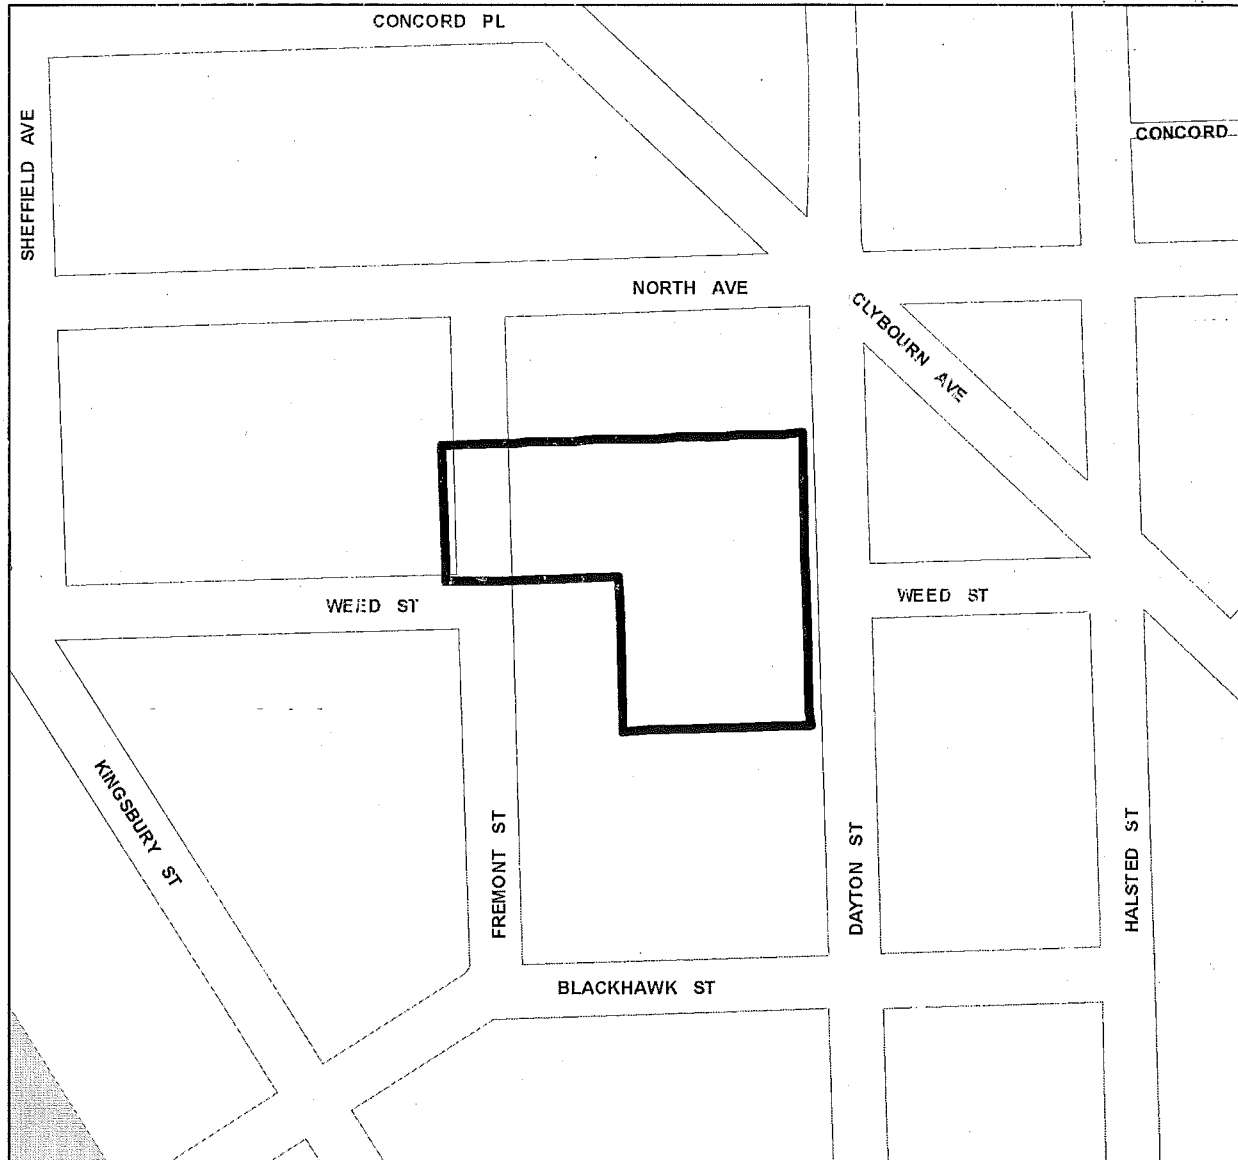 CONCORD PL
SHEFFIELD AVE
CONCORD
NORTH AVE
CLYBOURN AVE
WEED ST
WEED ST
KINGSBURY ST
FREMONT ST
DAYTON ST
HALSTED ST
BLACKHAWK ST